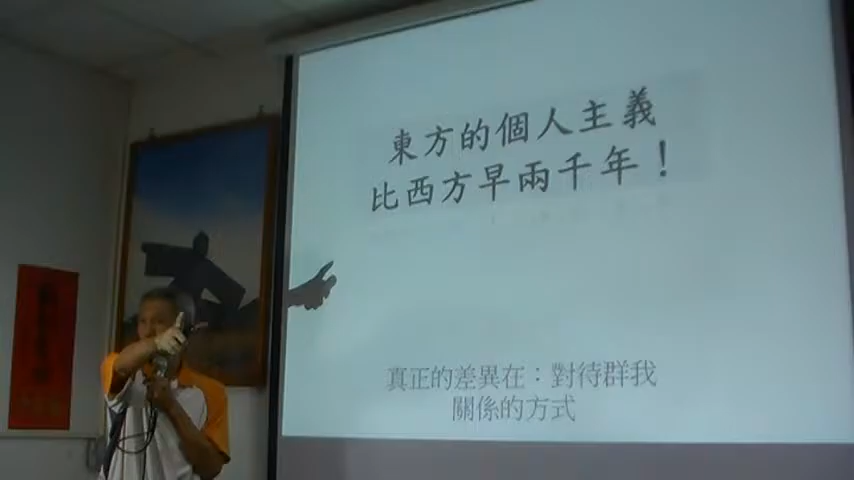 東方的個人主義
比西方早兩千年！
真正的差異在：對待群我
關係的方式